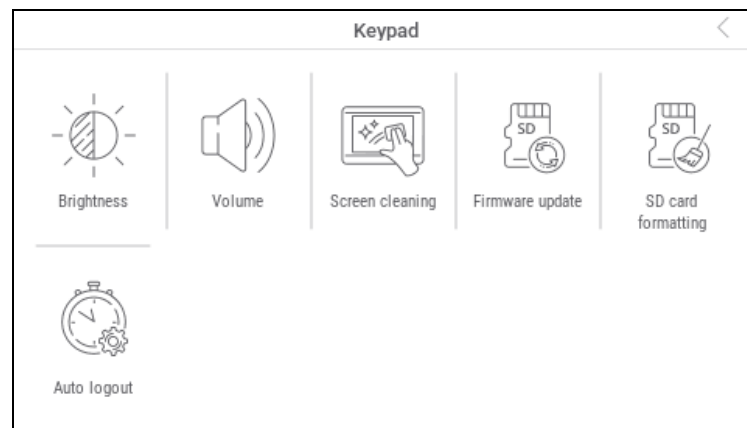 Keypad
SD
SD
Brightness
Volume
Screen cleaning
Firmware update
SD card
formatting
Auto logout